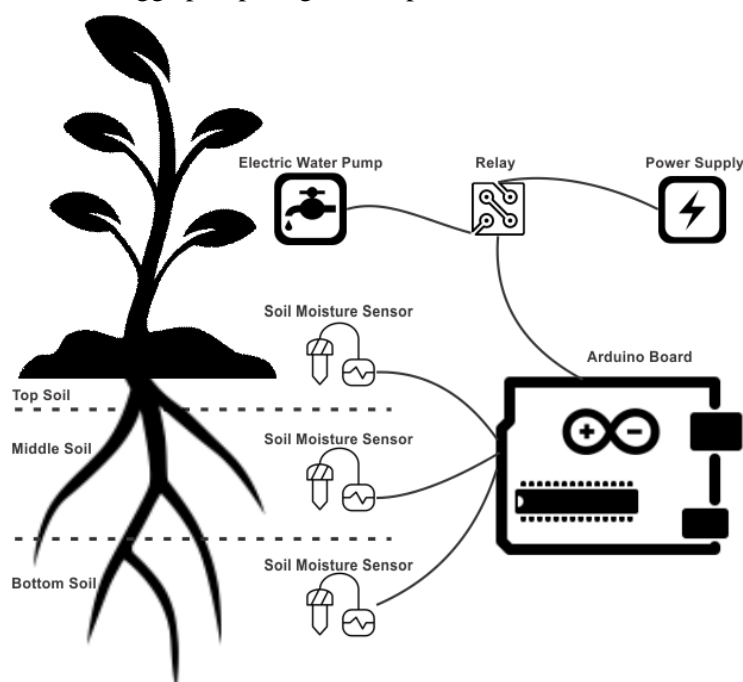 Electric Water Pump
Relay
Power Supply
Soil Moisture Sensor
Arduino Board
Top Soil
Soil Moisture Sensor
Middle Soil
Soil Moisture Sensor
Bottom Soil